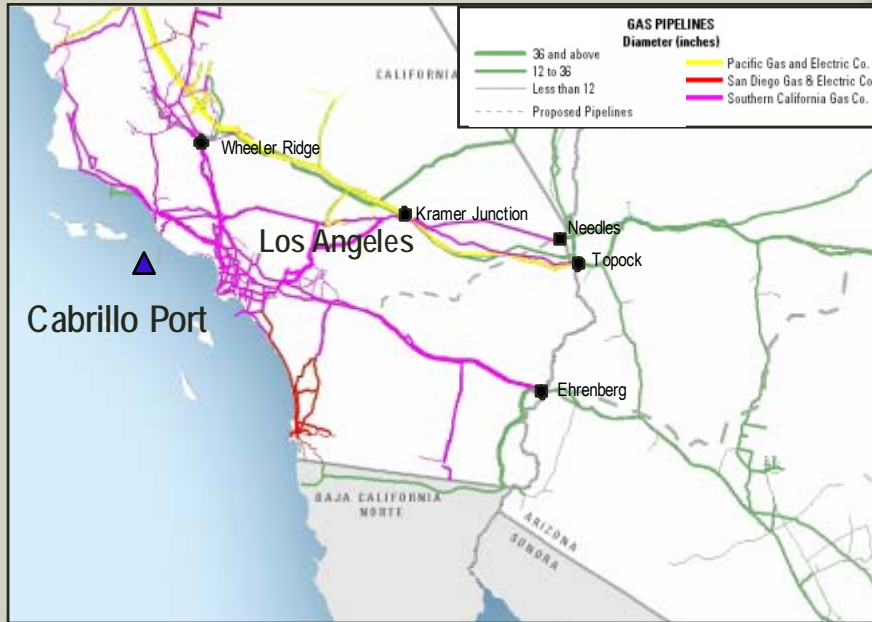 GAS PIPELINES
Diameter (inches)
36 and above
12 to 36
Less than 12
Proposed Pipelines
Pacific Gas and Electric Co.
San Diego Gas & Electric Co
Southern California Gas Co.
CALIFORNIA
Wheeler Ridge
Kramer Junction
Needles
Los Angeles
Topock
Cabrillo Port
Ehrenberg
BAJA CALIFORNIA
NORTE
ARIZONA
SONORA